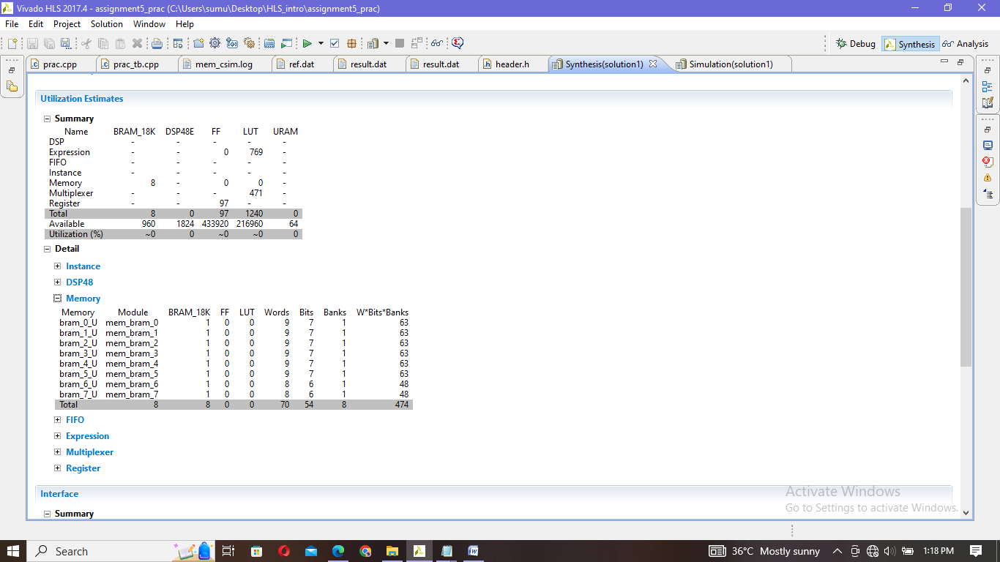 Vivado HLS 2017.4 - assignment5_prac (C:\Users\sumu\Desktop\HLS_intro\assignment5_prac)
File Edit Project Solution Window Help
Debug Synthesis Analysis
prac.cpp prac_tb.cpp mem_csim.log ref.dat result.dat result.dat header.h Synthesis(solution1) Simulation(solution1)
Utilization Estimates
Summary
Name BRAM_18K DSP48E FF LUT URAM
DSP - - - - -
Expression - - 0 769 -
FIFO - - - - -
Instance - - - - -
Memory 8 - 0 0 -
Multiplexer - - - 471 -
Register - - 97 - -
Total 8 0 97 1240 0
Available 960 1824 433920 216960 64
Utilization (%) ~0 0 ~0 ~0 0
Detail
Instance
DSP48
Memory
Memory Module BRAM_18K FF LUT Words Bits Banks W*Bits*Banks
bram_0_U mem_bram_0 1 0 0 9 7 1 63
bram_1_U mem_bram_1 1 0 0 9 7 1 63
bram_2_U mem_bram_2 1 0 0 9 7 1 63
bram_3_U mem_bram_3 1 0 0 9 7 1 63
bram_4_U mem_bram_4 1 0 0 9 7 1 63
bram_5_U mem_bram_5 1 0 0 9 7 1 63
bram_6_U mem_bram_6 1 0 0 8 6 1 48
bram_7_U mem_bram_7 1 0 0 8 6 1 48
Total 8 8 0 0 70 54 8 474
FIFO
Expression
Multiplexer
Register
Interface
Summary
Activate Windows
Go to Settings to activate Windows.
Search 36°C Mostly sunny 1:18 PM